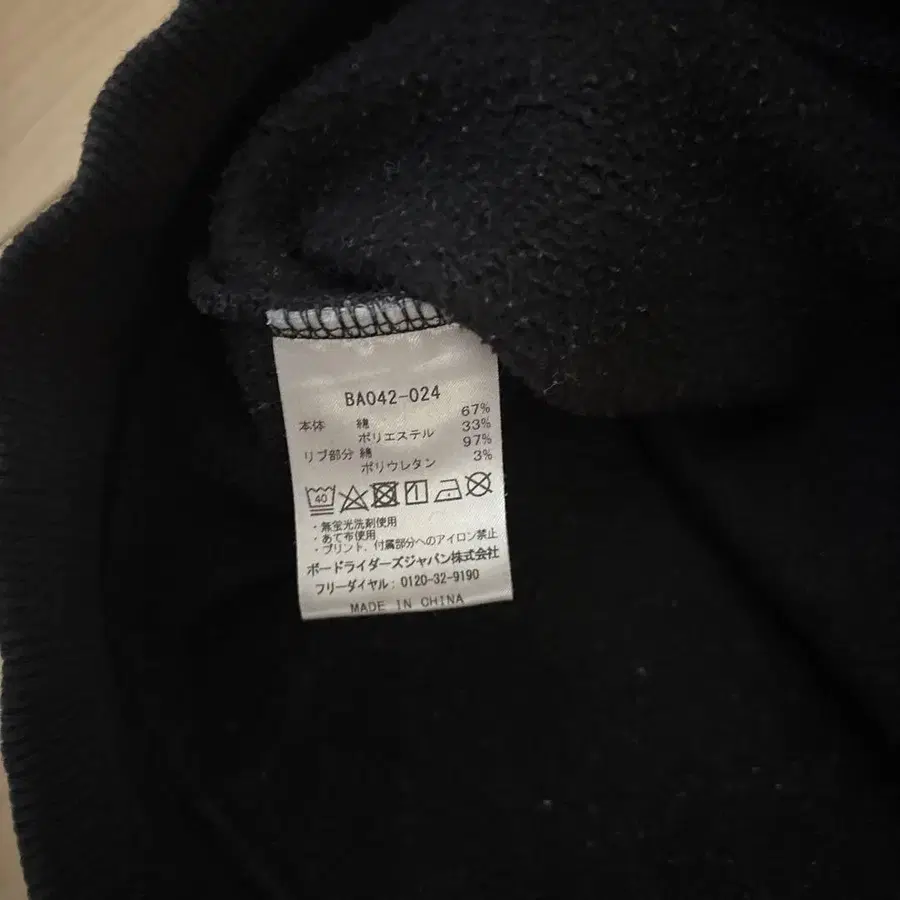 BA042-024
本体 綿 67%
ポリエステル 33%
リブ部分 綿 97%
ポリウレタン 3%
40
・無蛍光洗剤使用
・あて布使用
・プリント、付属部分へのアイロン禁止
ボードライダーズジャパン株式会社
フリーダイヤル: 0120-32-9190
MADE IN CHINA